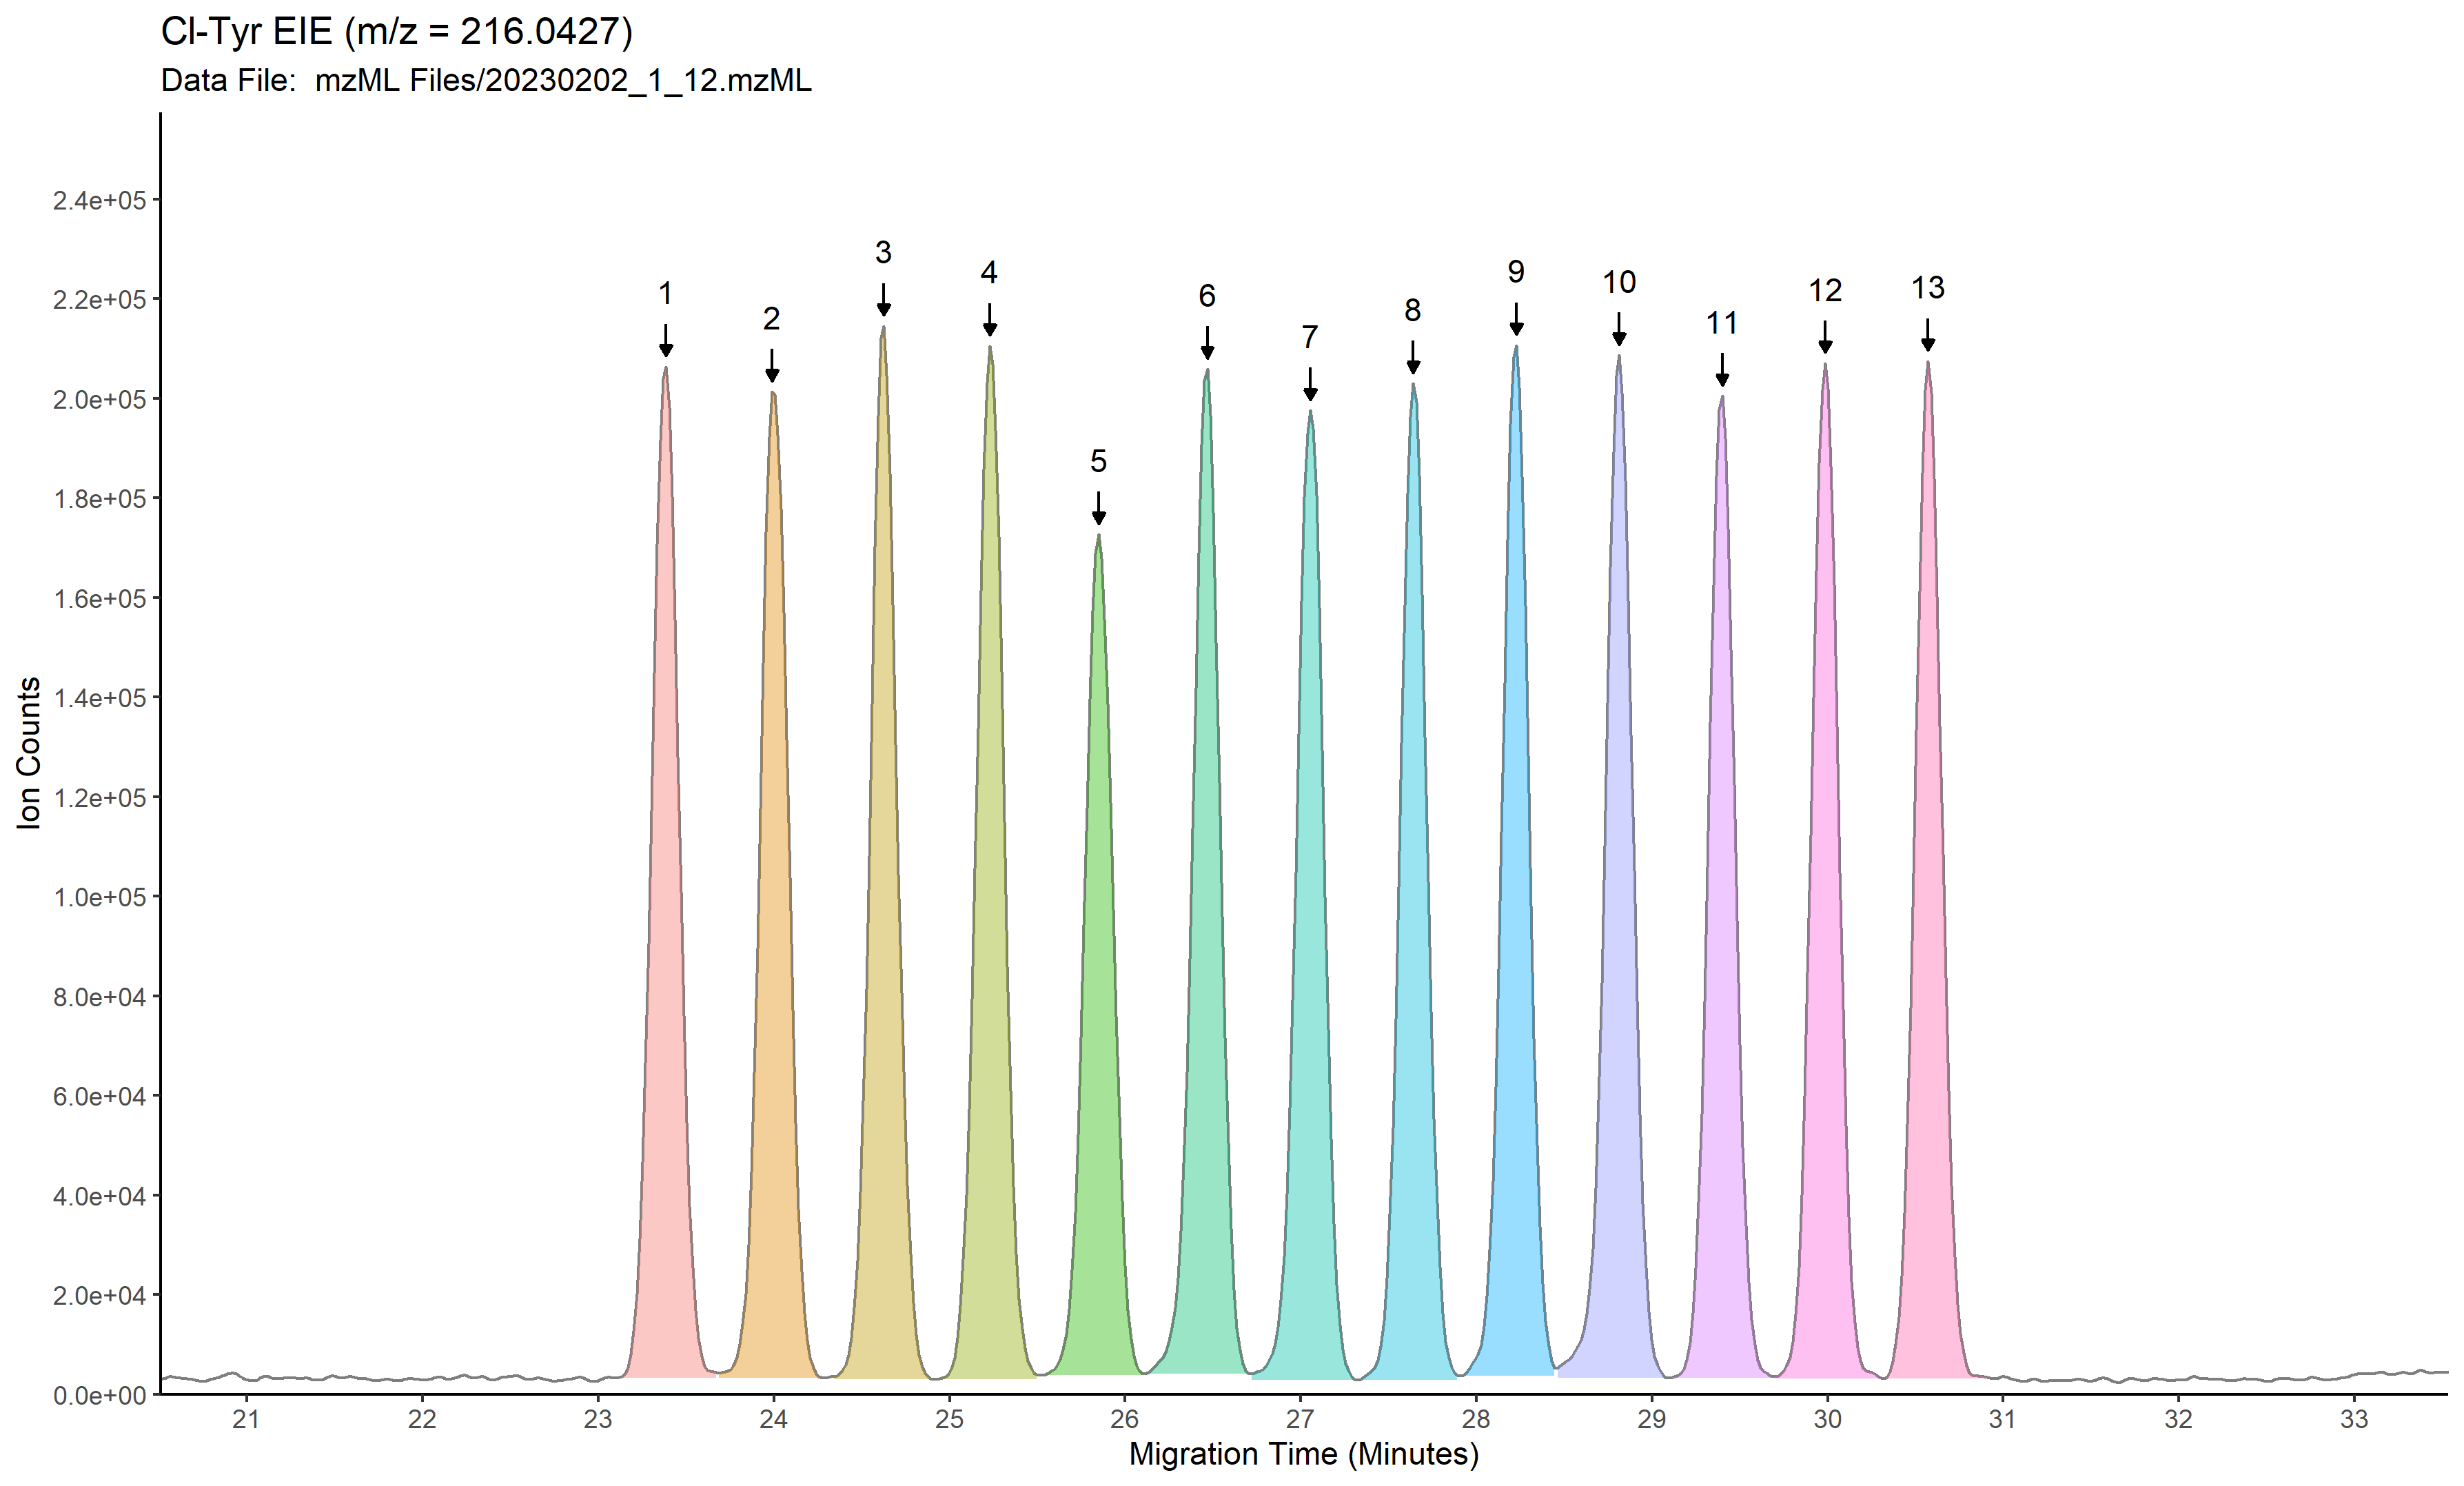 Cl-Tyr EIE (m/z = 216.0427)
Data File:  mzML Files/20230202_1_12.mzML
2.4e+05
2.2e+05
2.0e+05
1.8e+05
1.6e+05
1.4e+05
1.2e+05
1.0e+05
8.0e+04
6.0e+04
4.0e+04
2.0e+04
0.0e+00
Ion Counts
1
2
3
4
5
6
7
8
9
10
11
12
13
21 22 23 24 25 26 27 28 29 30 31 32 33
Migration Time (Minutes)